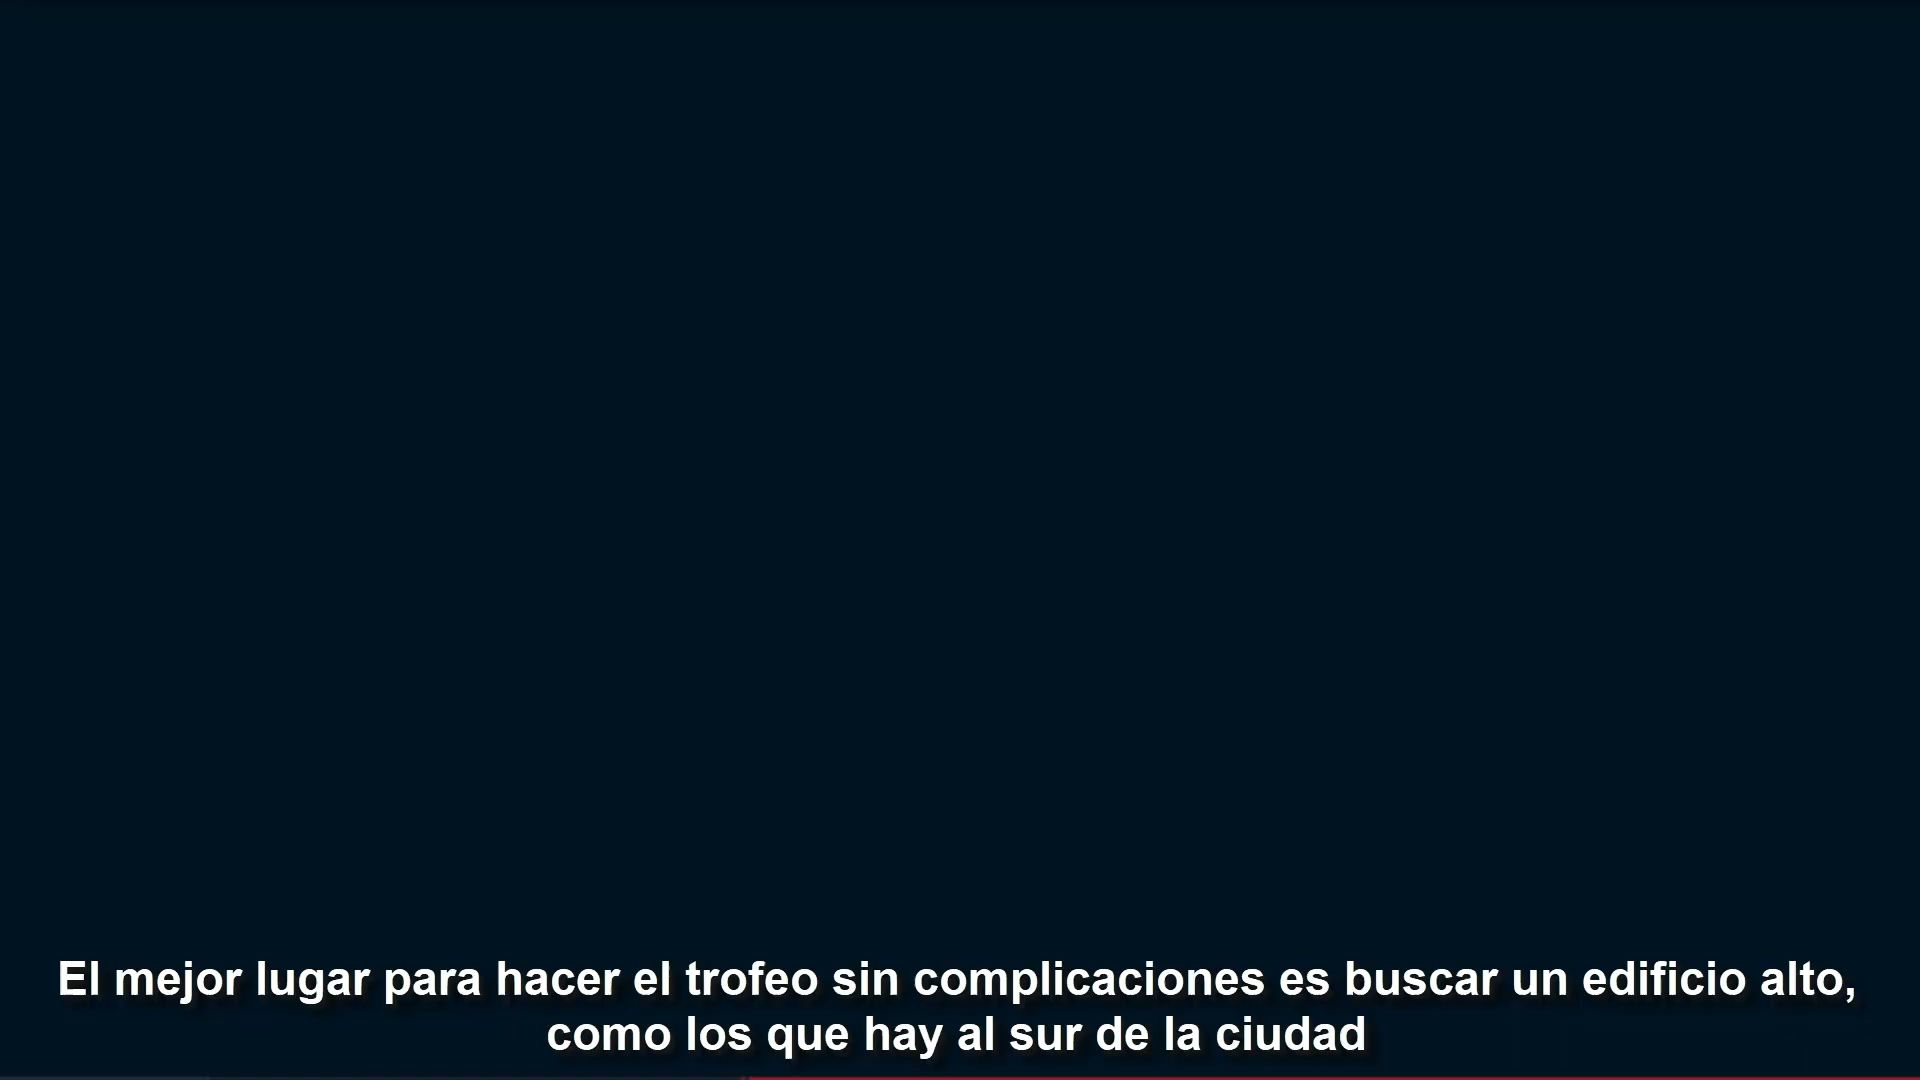 El mejor lugar para hacer el trofeo sin complicaciones es buscar un edificio alto,
como los que hay al sur de la ciudad